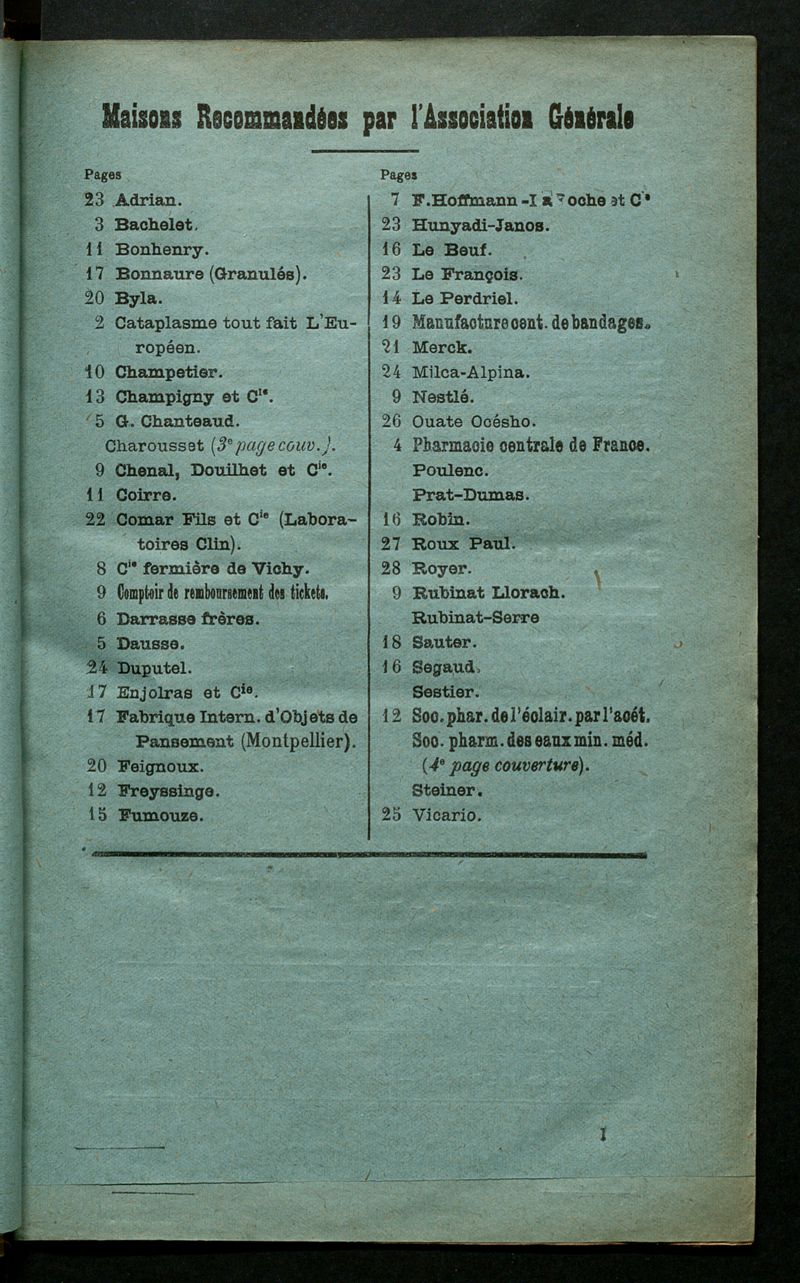 Maisons Recommandées par l'Association Générale
Pages
23 Adrian.
3 Bachelet.
11 Bonhenry.
17 Bonnaure (Granulés).
20 Byla.
2 Cataplasme tout fait L'Eu-
ropéen.
10 Champetier.
13 Champigny et Cie.
5 G. Chanteaud.
Charousset (3e page couv.).
9 Chenal, Douilhet et Cie.
11 Coirre.
22 Comar Fils et Cie (Labora-
toires Clin).
8 Cie fermière de Vichy.
9 Comptoir de remboursement des tickets.
6 Darrasse frères.
5 Dausse.
24 Duputel.
17 Enjolras et Cie.
17 Fabrique Intern. d'Objets de
Pansement (Montpellier).
20 Feignoux.
12 Freyssinge.
15 Fumouze.
Pages
7 F. Hoffmann-La Roche et Ce
23 Hunyadi-Janos.
16 Le Beuf.
23 Le François.
14 Le Perdriel.
19 Manufacture cent. de bandages.
21 Merck.
24 Milca-Alpina.
9 Nestlé.
26 Ouate Océsho.
4 Pharmacie centrale de France.
Poulenc.
Prat-Dumas.
16 Robin.
27 Roux Paul.
28 Royer.
9 Rubinat Llorach.
Rubinat-Serre
18 Sauter.
16 Segaud.
Sestier.
12 Soc. phar. de l'éclair. par l'acét.
Soc. pharm. des eaux min. méd.
(4e page couverture).
Steiner.
25 Vicario.
1